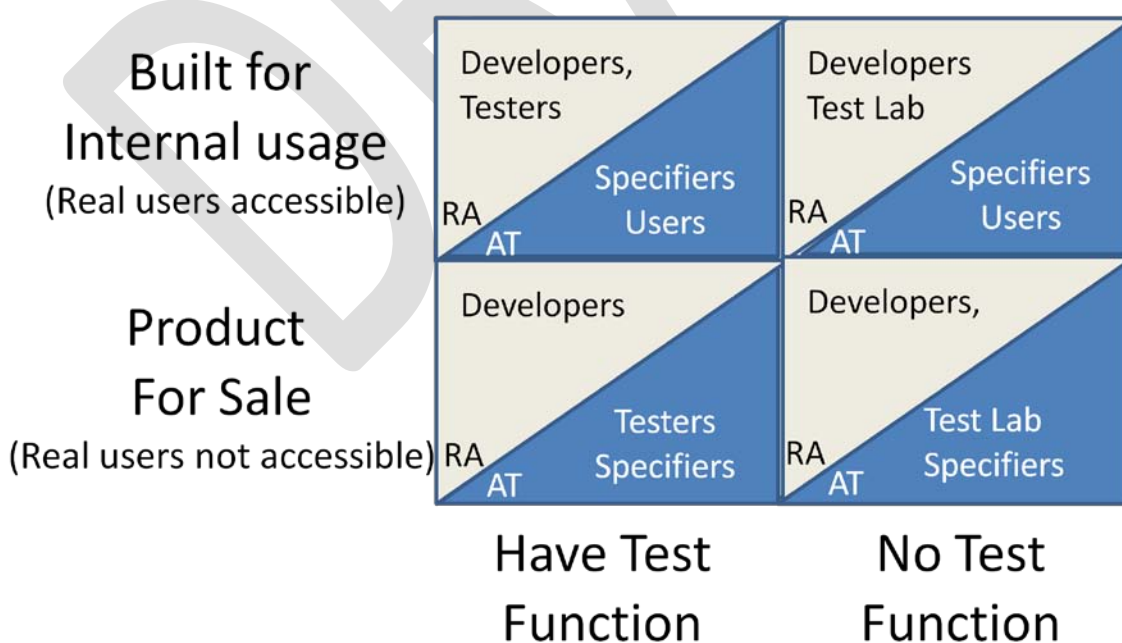 Built for
Internal usage
(Real users accessible)
Developers,
Testers
RA
AT
Specifiers
Users
Developers
Test Lab
RA
AT
Specifiers
Users
Product
For Sale
(Real users not accessible)
Developers
RA
AT
Testers
Specifiers
Developers,
RA
AT
Test Lab
Specifiers
Have Test
Function
No Test
Function